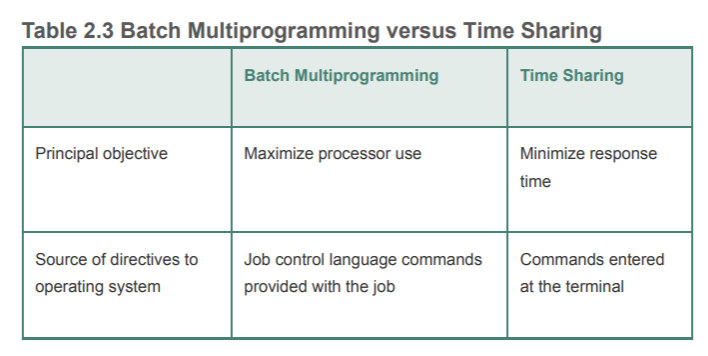 Table 2.3 Batch Multiprogramming versus Time Sharing
Batch Multiprogramming
Time Sharing
Principal objective
Maximize processor use
Minimize response
time
Source of directives to
operating system
Job control language commands
provided with the job
Commands entered
at the terminal